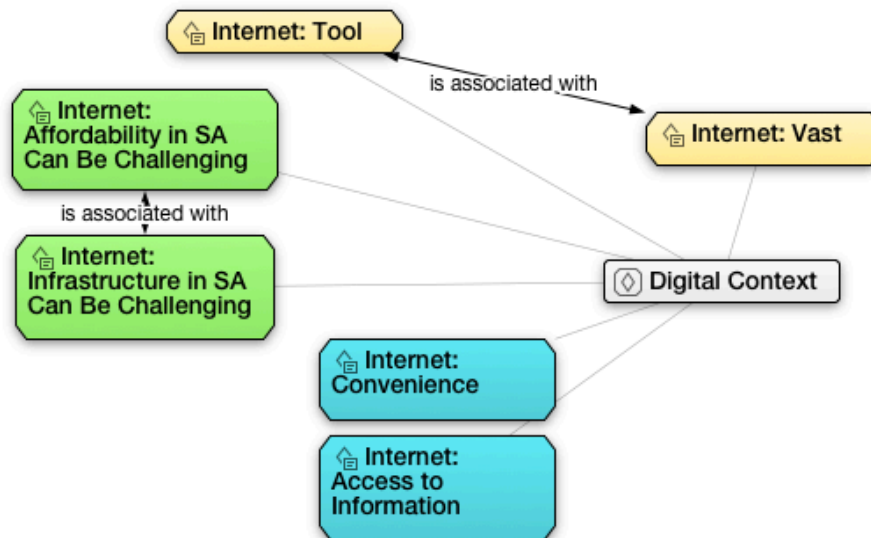 Internet: Tool
is associated with
Internet: Vast
Internet:
Affordability in SA
Can Be Challenging
is associated with
Internet:
Infrastructure in SA
Can Be Challenging
Digital Context
Internet:
Convenience
Internet:
Access to
Information